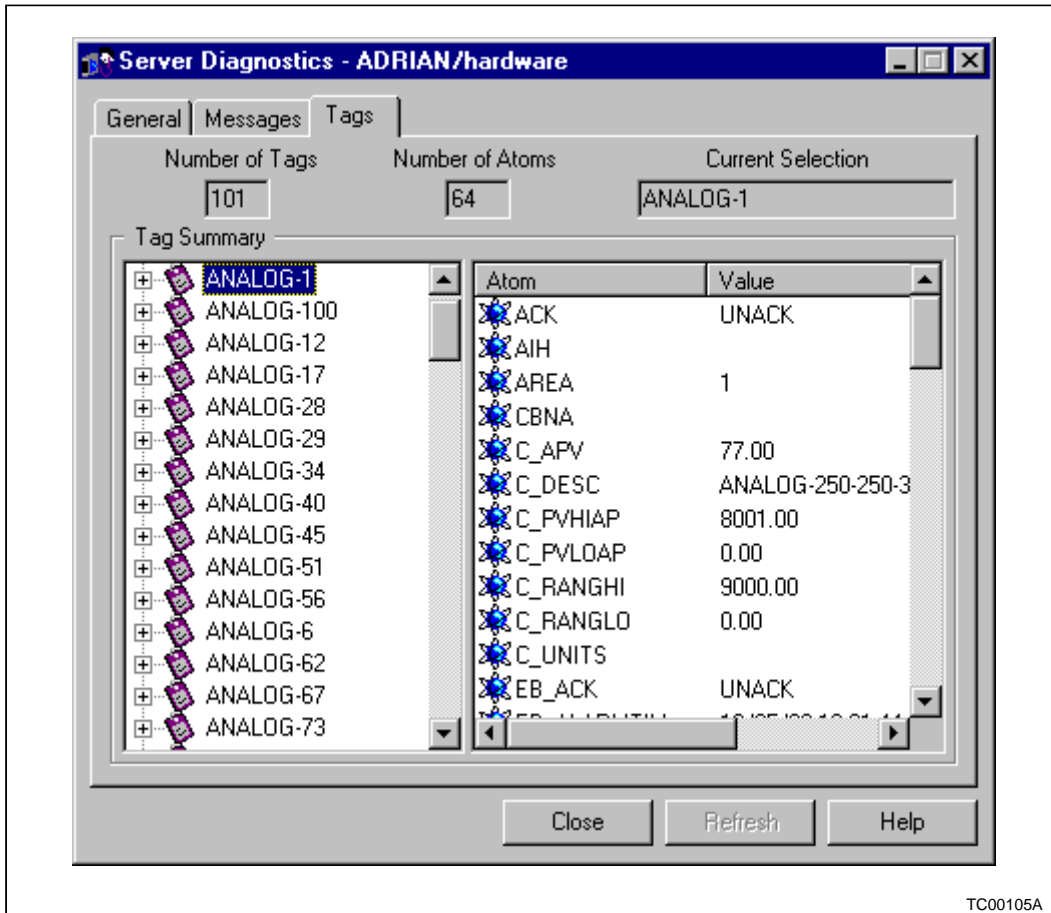 Server Diagnostics - ADRIAN/hardware
General Messages Tags
Number of Tags Number of Atoms Current Selection
101 64 ANALOG-1
Tag Summary
ANALOG-1
ANALOG-100
ANALOG-12
ANALOG-17
ANALOG-28
ANALOG-29
ANALOG-34
ANALOG-40
ANALOG-45
ANALOG-51
ANALOG-56
ANALOG-6
ANALOG-62
ANALOG-67
ANALOG-73
Atom Value
ACK UNACK
AIH
AREA 1
CBNA
C_APV 77.00
C_DESC ANALOG-250-250-3
C_PVHIAP 8001.00
C_PVLOAP 0.00
C_RANGHI 9000.00
C_RANGLO 0.00
C_UNITS
EB_ACK UNACK
Close Refresh Help
TC00105A